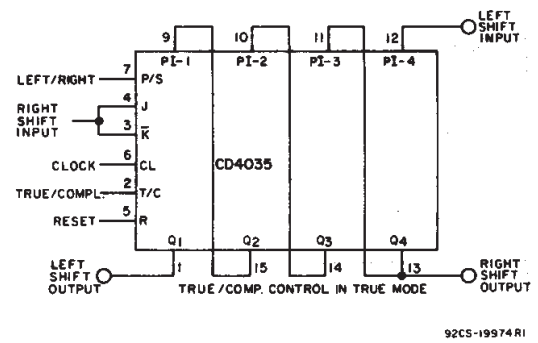 LEFT
SHIFT
INPUT
9
10
11
12
PI-1
PI-2
PI-3
PI-4
LEFT/RIGHT
7
P/S
RIGHT
SHIFT
INPUT
4
J
3
K̅
CLOCK
6
CL
CD4035
TRUE/COMPL.
2
T/C
RESET
5
R
Q1
Q2
Q3
Q4
LEFT
SHIFT
OUTPUT
1
15
14
13
RIGHT
SHIFT
OUTPUT
TRUE/COMP. CONTROL IN TRUE MODE
92CS-19974R1